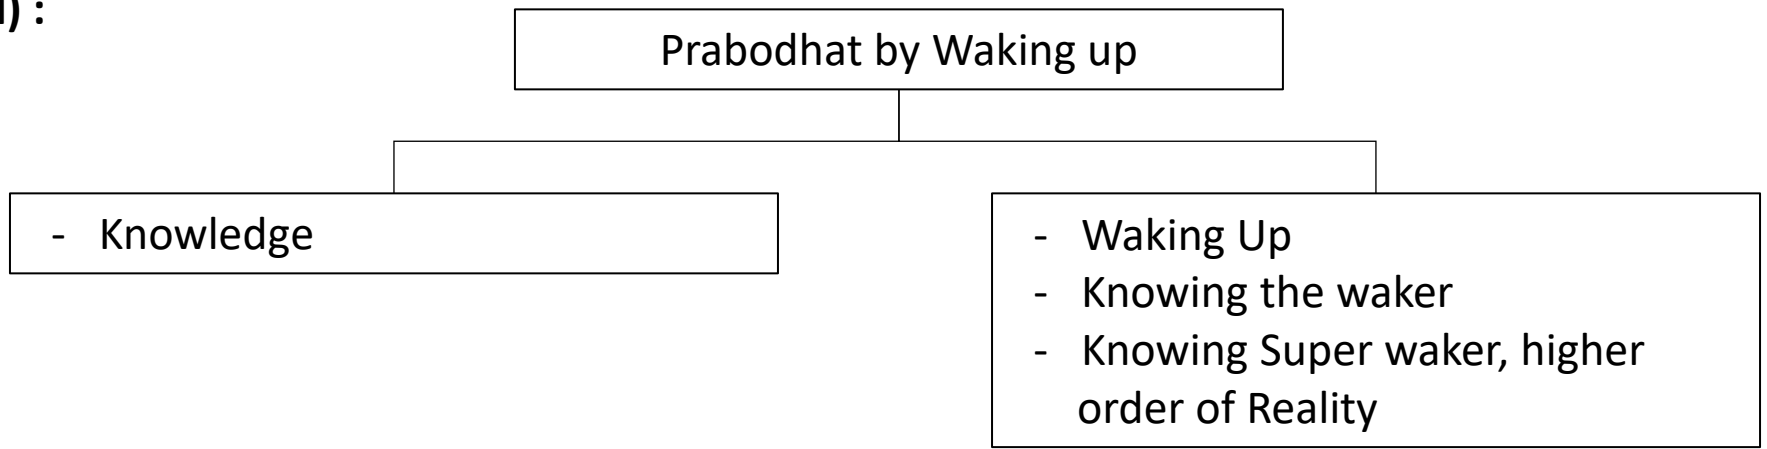 ) :
Prabodhat by Waking up
- Knowledge
- Waking Up
- Knowing the waker
- Knowing Super waker, higher
order of Reality